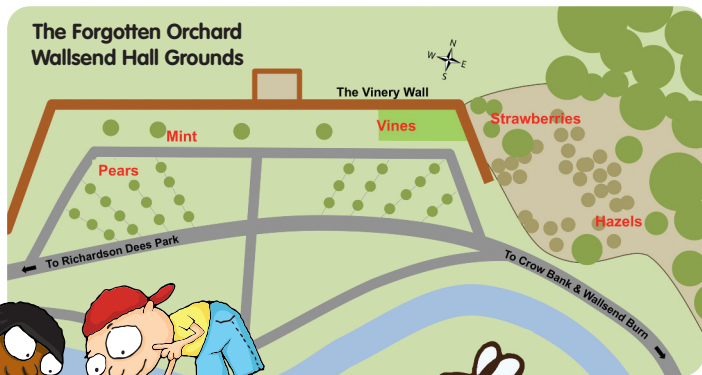 The Forgotten Orchard
Wallsend Hall Grounds
N
W E
S
The Vinery Wall
Mint
Vines
Strawberries
Pears
Hazels
To Richardson Dees Park
To Crow Bank & Wallsend Burn